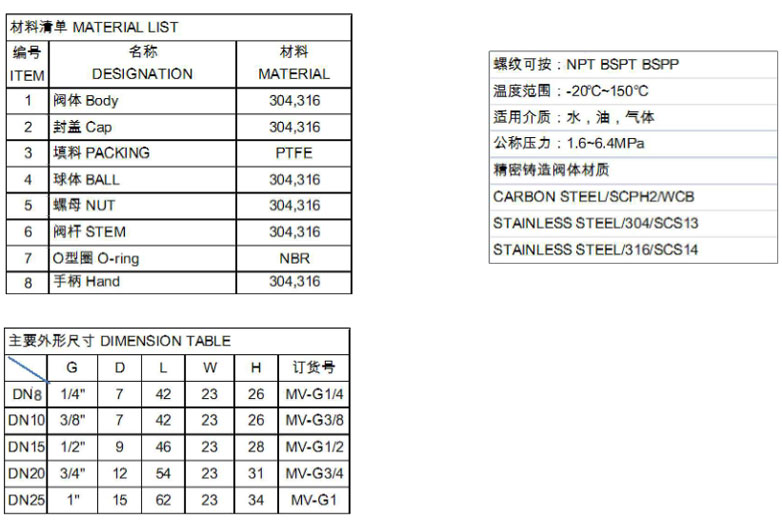 材料清单 MATERIAL LIST
编号 名称 材料
ITEM DESIGNATION MATERIAL
1 阀体 Body 304,316
2 封盖 Cap 304,316
3 填料 PACKING PTFE
4 球体 BALL 304,316
5 螺母 NUT 304,316
6 阀杆 STEM 304,316
7 O型圈 O-ring NBR
8 手柄 Hand 304,316
螺纹可按：NPT BSPT BSPP
温度范围：-20℃~150℃
适用介质：水，油，气体
公称压力：1.6~6.4MPa
精密铸造阀体材质
CARBON STEEL/SCPH2/WCB
STAINLESS STEEL/304/SCS13
STAINLESS STEEL/316/SCS14
主要外形尺寸 DIMENSION TABLE
G D L W H 订货号
DN8 1/4" 7 42 23 26 MV-G1/4
DN10 3/8" 7 42 23 26 MV-G3/8
DN15 1/2" 9 46 23 28 MV-G1/2
DN20 3/4" 12 54 23 31 MV-G3/4
DN25 1" 15 62 23 34 MV-G1